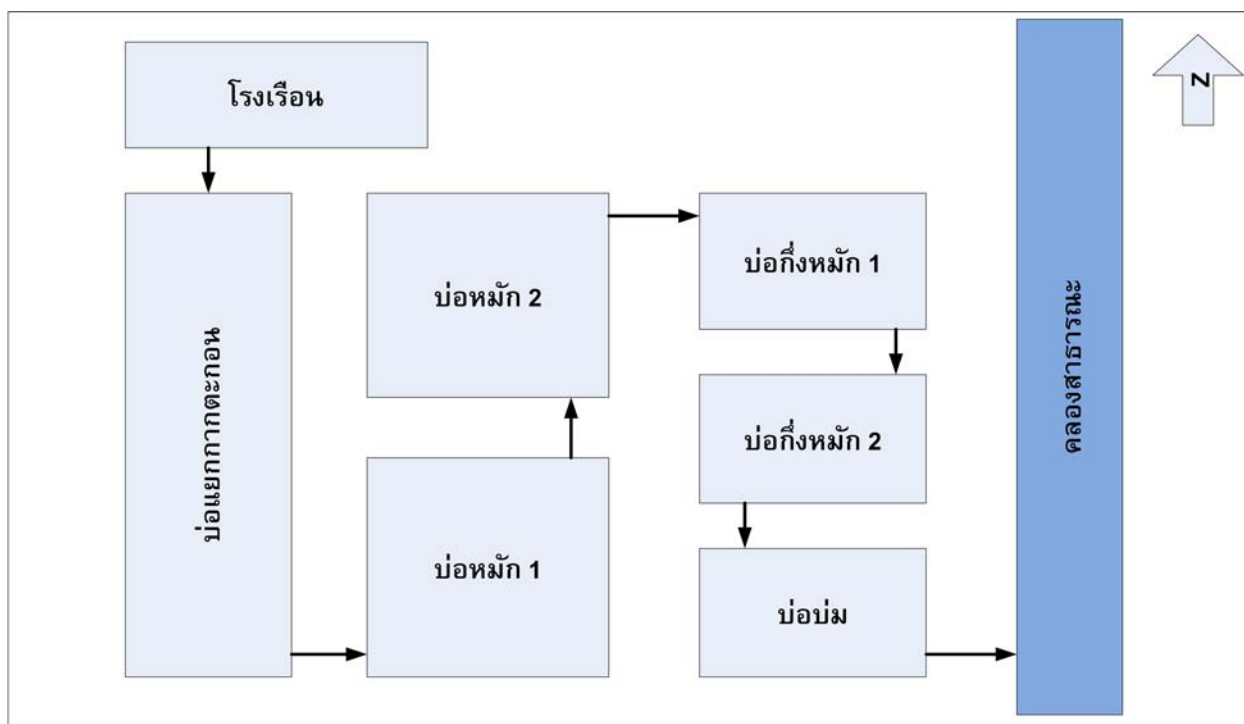 โรงเรือน
บ่อแยกกากตะกอน
บ่อหมัก 2
บ่อหมัก 1
บ่อกึ่งหมัก 1
บ่อกึ่งหมัก 2
บ่อบ่ม
คลองสาธารณะ
N